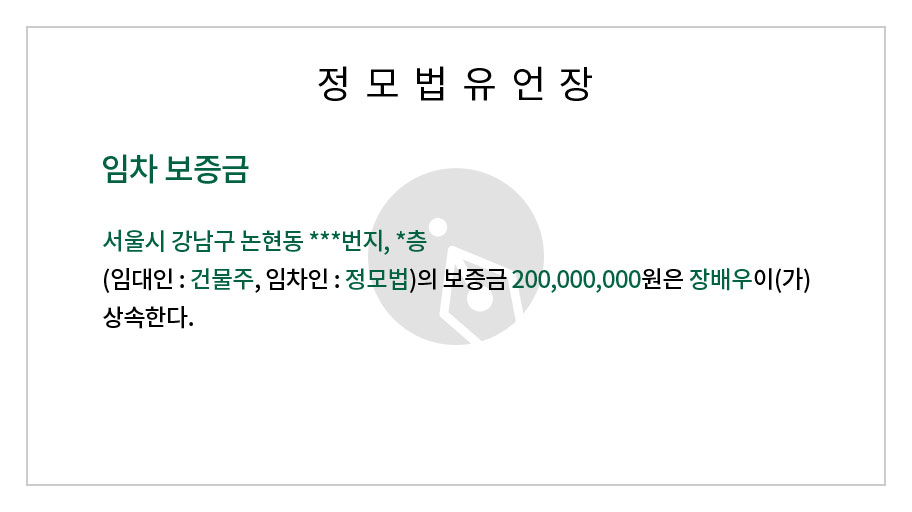 정 모 법 유 언 장
임차 보증금
서울시 강남구 논현동 ***번지, *층
(임대인 : 건물주, 임차인 : 정모법)의 보증금 200,000,000원은 장배우이(가)
상속한다.